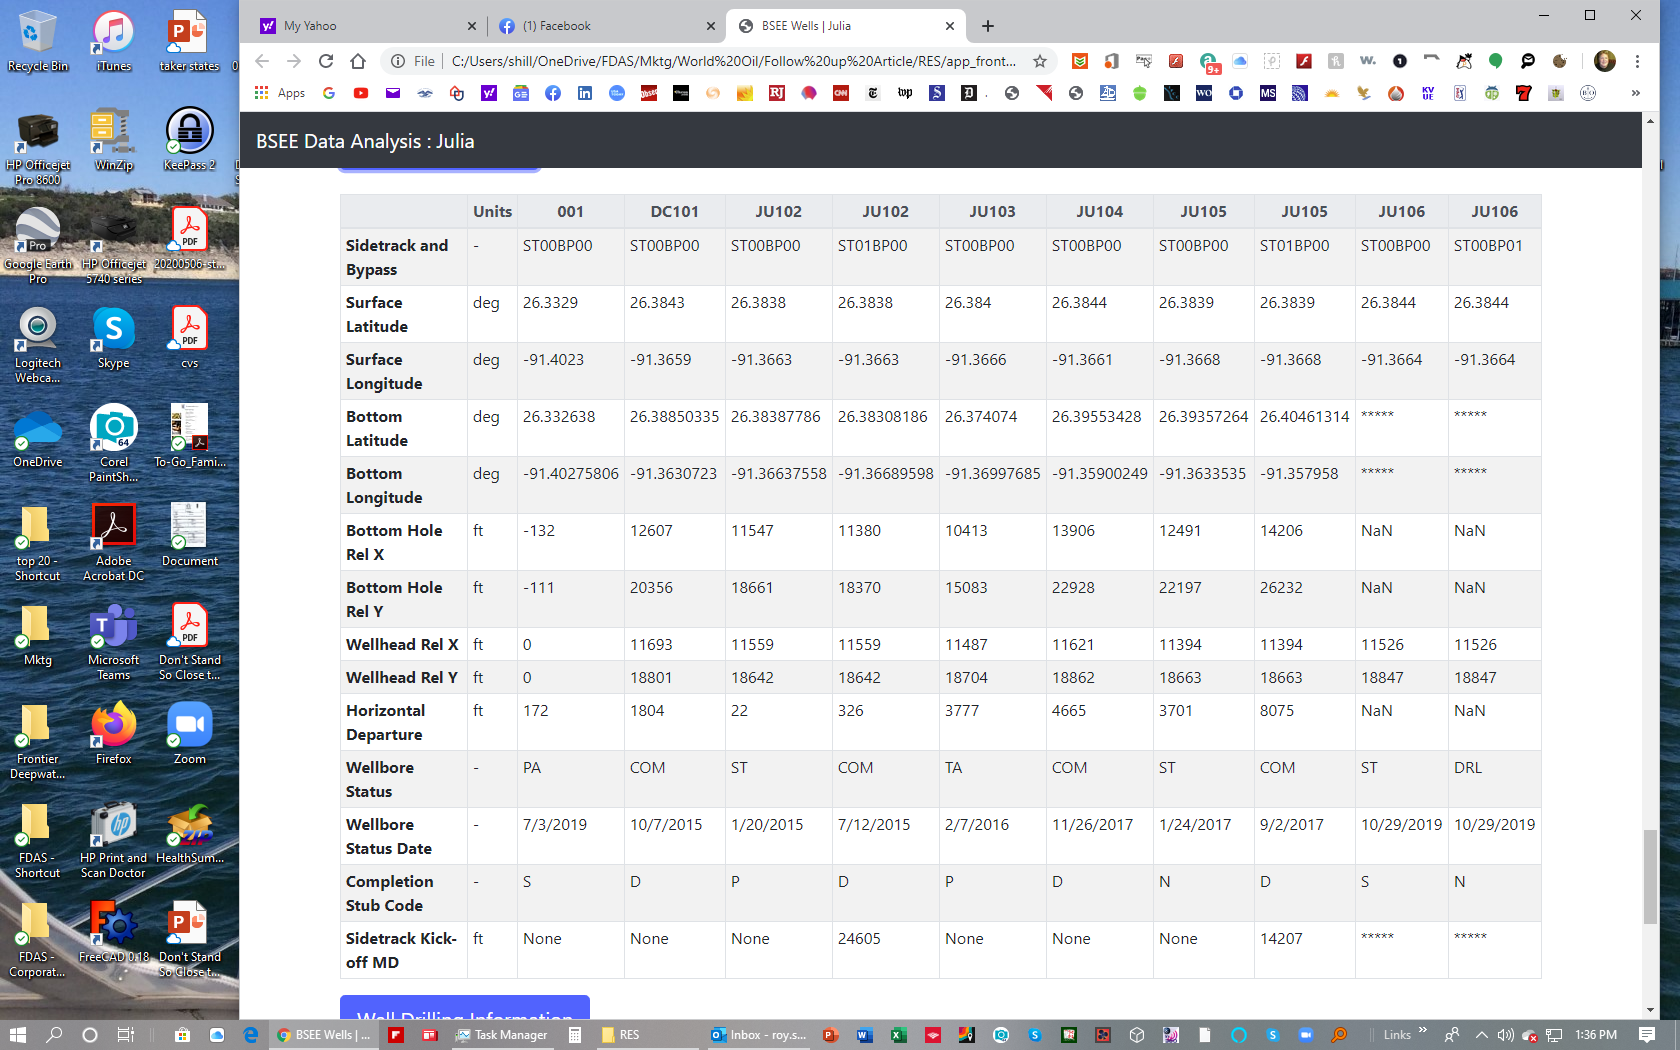 My Yahoo
(1) Facebook
BSEE Wells | Julia
File
C:/Users/shill/OneDrive/FDAS/Mktg/World%20Oil/Follow%20up%20Article/RES/app_front...
Apps
BSEE Data Analysis : Julia
Units 001 DC101 JU102 JU102 JU103 JU104 JU105 JU105 JU106 JU106
Sidetrack and - ST00BP00 ST00BP00 ST00BP00 ST01BP00 ST00BP00 ST00BP00 ST00BP00 ST01BP00 ST00BP00 ST00BP01
Bypass
Surface deg 26.3329 26.3843 26.3838 26.3838 26.384 26.3844 26.3839 26.3839 26.3844 26.3844
Latitude
Surface deg -91.4023 -91.3659 -91.3663 -91.3663 -91.3666 -91.3661 -91.3668 -91.3668 -91.3664 -91.3664
Longitude
Bottom deg 26.332638 26.38850335 26.38387786 26.38308186 26.374074 26.39553428 26.39357264 26.40461314 ***** *****
Latitude
Bottom deg -91.40275806 -91.3630723 -91.36637558 -91.36689598 -91.36997685 -91.35900249 -91.3633535 -91.357958 ***** *****
Longitude
Bottom Hole ft -132 12607 11547 11380 10413 13906 12491 14206 NaN NaN
Rel X
Bottom Hole ft -111 20356 18661 18370 15083 22928 22197 26232 NaN NaN
Rel Y
Wellhead Rel X ft 0 11693 11559 11559 11487 11621 11394 11394 11526 11526
Wellhead Rel Y ft 0 18801 18642 18642 18704 18862 18663 18663 18847 18847
Horizontal ft 172 1804 22 326 3777 4665 3701 8075 NaN NaN
Departure
Wellbore - PA COM ST COM TA COM ST COM ST DRL
Status
Wellbore - 7/3/2019 10/7/2015 1/20/2015 7/12/2015 2/7/2016 11/26/2017 1/24/2017 9/2/2017 10/29/2019 10/29/2019
Status Date
Completion - S D P D P D N D S N
Stub Code
Sidetrack Kick- ft None None None 24605 None None None 14207 ***** *****
off MD
Well Drilling Information
Recycle Bin
iTunes
taker states
HP Officejet
Pro 8600
WinZip
KeePass 2
Google Earth
Pro
HP Officejet
5740 series
20200506-st...
Logitech
Webca...
Skype
cvs
OneDrive
Corel
PaintSh...
To-Go_Fami...
top 20 -
Shortcut
Adobe
Acrobat DC
Document
Mktg
Microsoft
Teams
Don't Stand
So Close t...
Frontier
Deepwat...
Firefox
Zoom
FDAS -
Shortcut
HP Print and
Scan Doctor
HealthSum...
FDAS -
Corporat...
FreeCAD 0.18
Don't Stand
So Close t...
BSEE Wells | ...
Task Manager
RES
Inbox - roy.s...
Links
1:36 PM